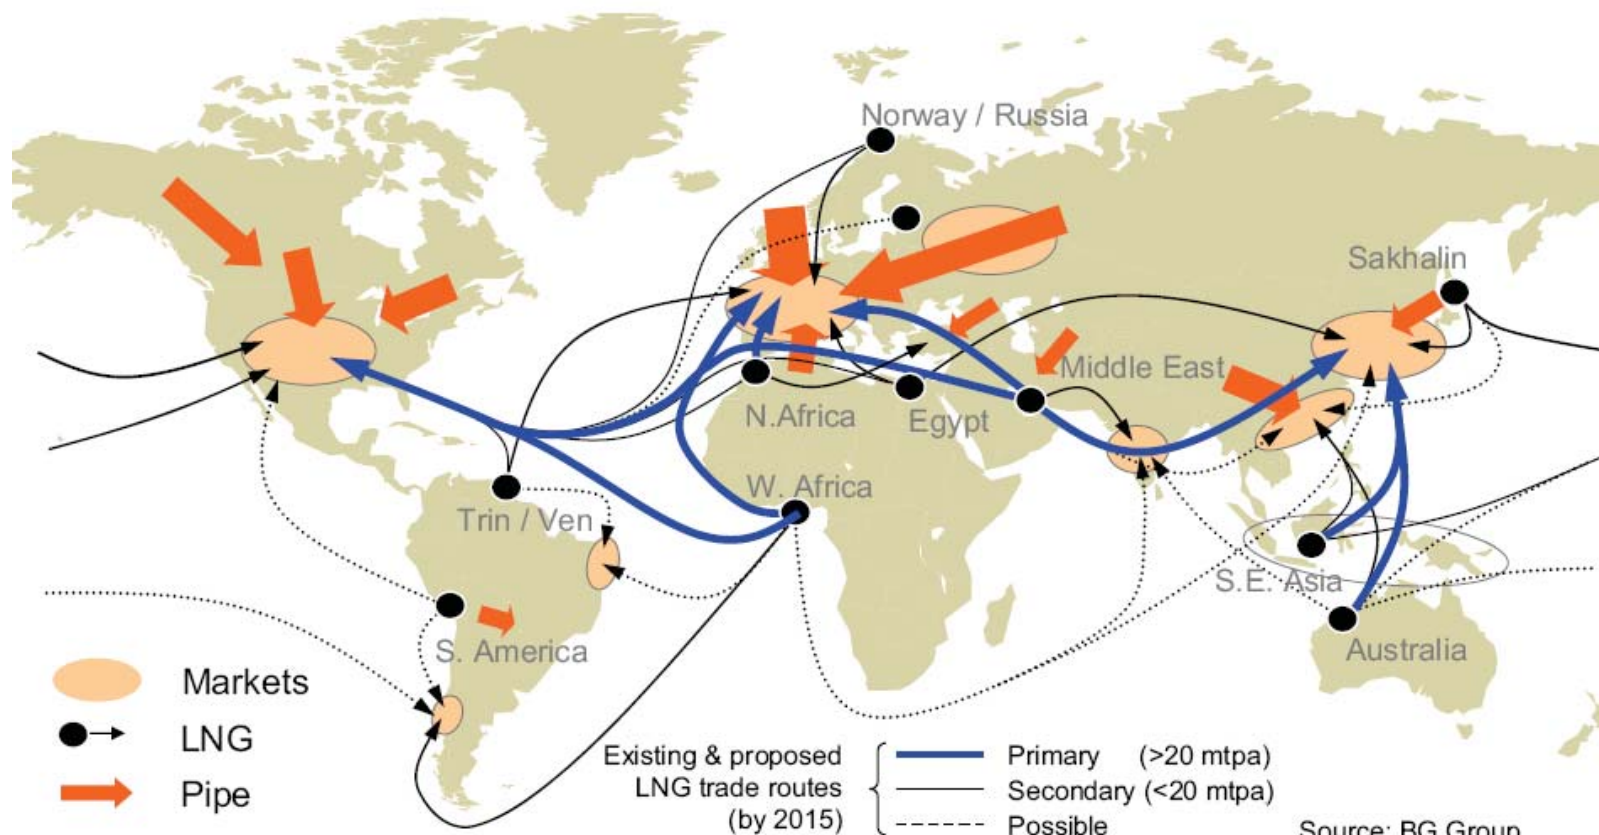 Norway / Russia
Sakhalin
Middle East
N.Africa
Egypt
W. Africa
Trin / Ven
S.E. Asia
S. America
Australia
Markets
LNG
Pipe
Existing & proposed
LNG trade routes
(by 2015)
Primary (>20 mtpa)
Secondary (<20 mtpa)
Possible
Source: BG Group